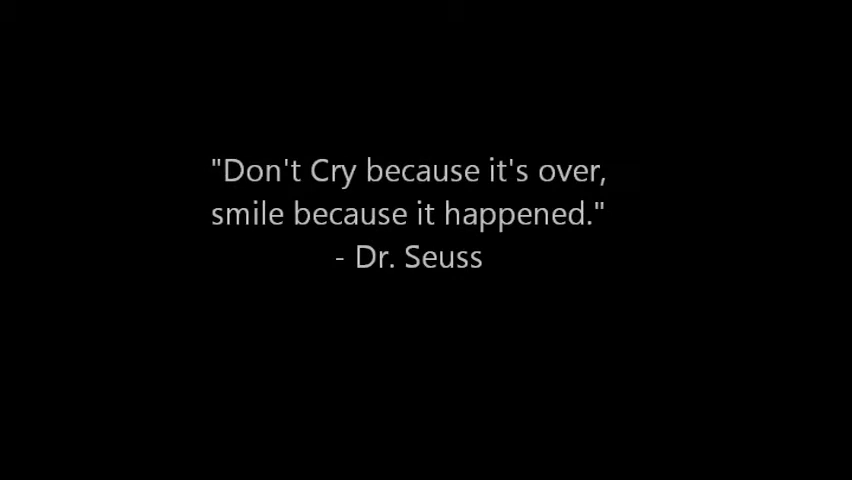 "Don't Cry because it's over,
smile because it happened."
- Dr. Seuss